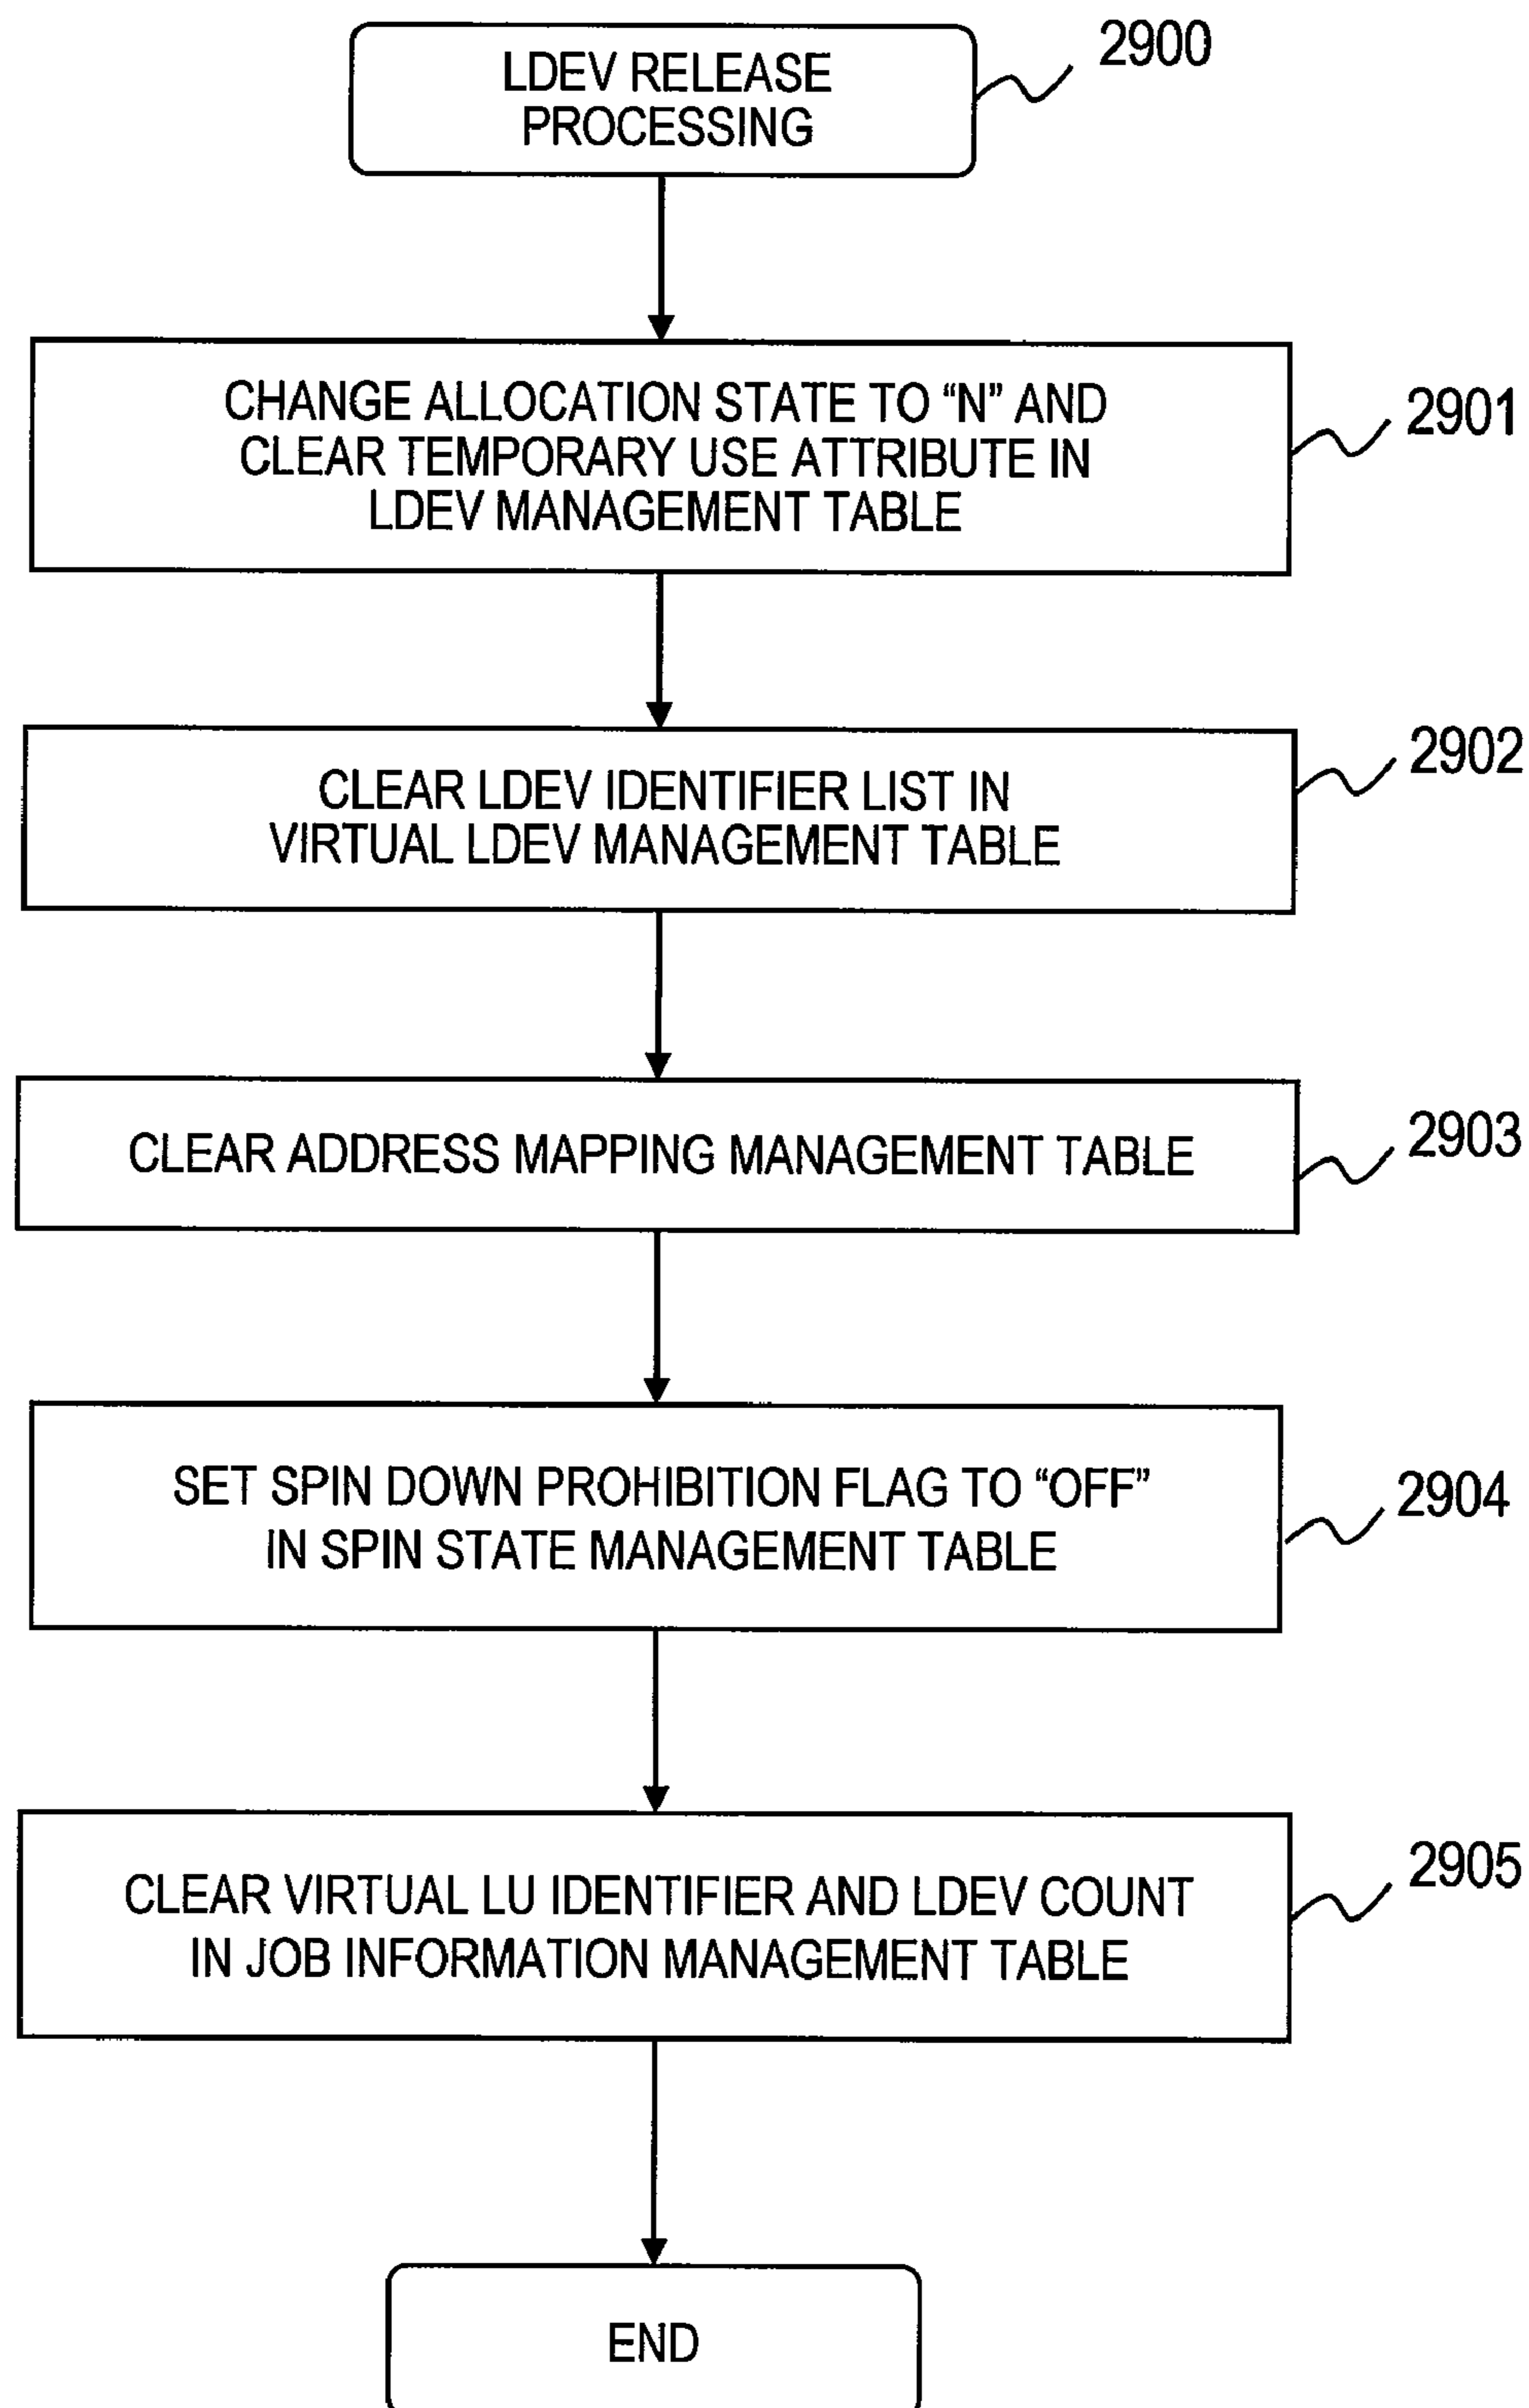 LDEV RELEASE
PROCESSING
2900
CHANGE ALLOCATION STATE TO “N” AND
CLEAR TEMPORARY USE ATTRIBUTE IN
LDEV MANAGEMENT TABLE
2901
CLEAR LDEV IDENTIFIER LIST IN
VIRTUAL LDEV MANAGEMENT TABLE
2902
CLEAR ADDRESS MAPPING MANAGEMENT TABLE
2903
SET SPIN DOWN PROHIBITION FLAG TO “OFF”
IN SPIN STATE MANAGEMENT TABLE
2904
CLEAR VIRTUAL LU IDENTIFIER AND LDEV COUNT
IN JOB INFORMATION MANAGEMENT TABLE
2905
END